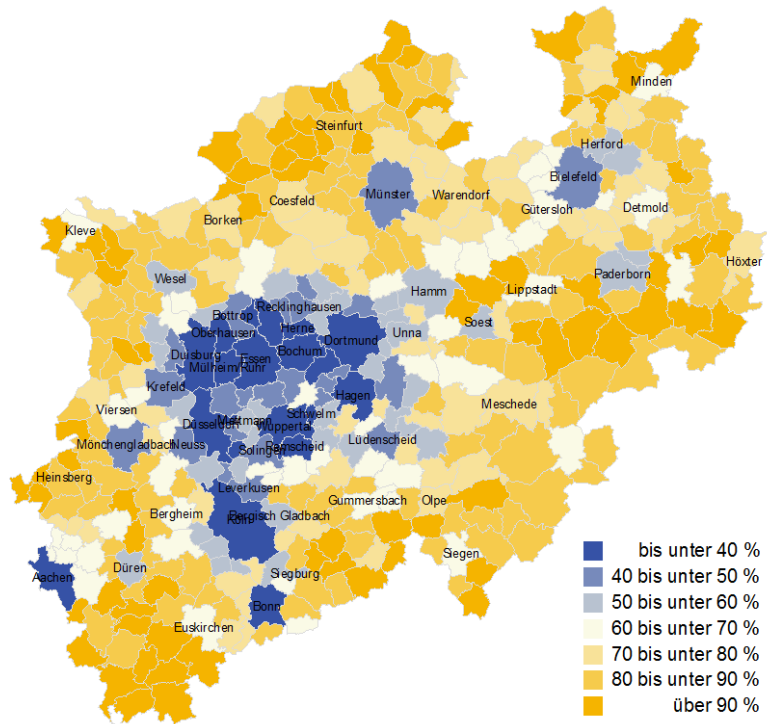 Minden
Steinfurt
Herford
Bielefeld
Münster
Warendorf
Coesfeld
Gütersloh
Detmold
Borken
Kleve
Höxter
Paderborn
Wesel
Lippstadt
Hamm
Recklinghausen
Bottrop
Soest
Herne
Oberhausen
Unna
Dortmund
Bochum
Duisburg
Essen
Mülheim/Ruhr
Krefeld
Hagen
Meschede
Viersen
Schwelm
Mettmann
Düsseldorf
Wuppertal
Lüdenscheid
Mönchengladbach
Neuss
Remscheid
Solingen
Heinsberg
Leverkusen
Gummersbach
Olpe
Bergheim
Bergisch Gladbach
Köln
Siegen
Düren
Siegburg
Aachen
Bonn
Euskirchen
bis unter 40 %
40 bis unter 50 %
50 bis unter 60 %
60 bis unter 70 %
70 bis unter 80 %
80 bis unter 90 %
über 90 %